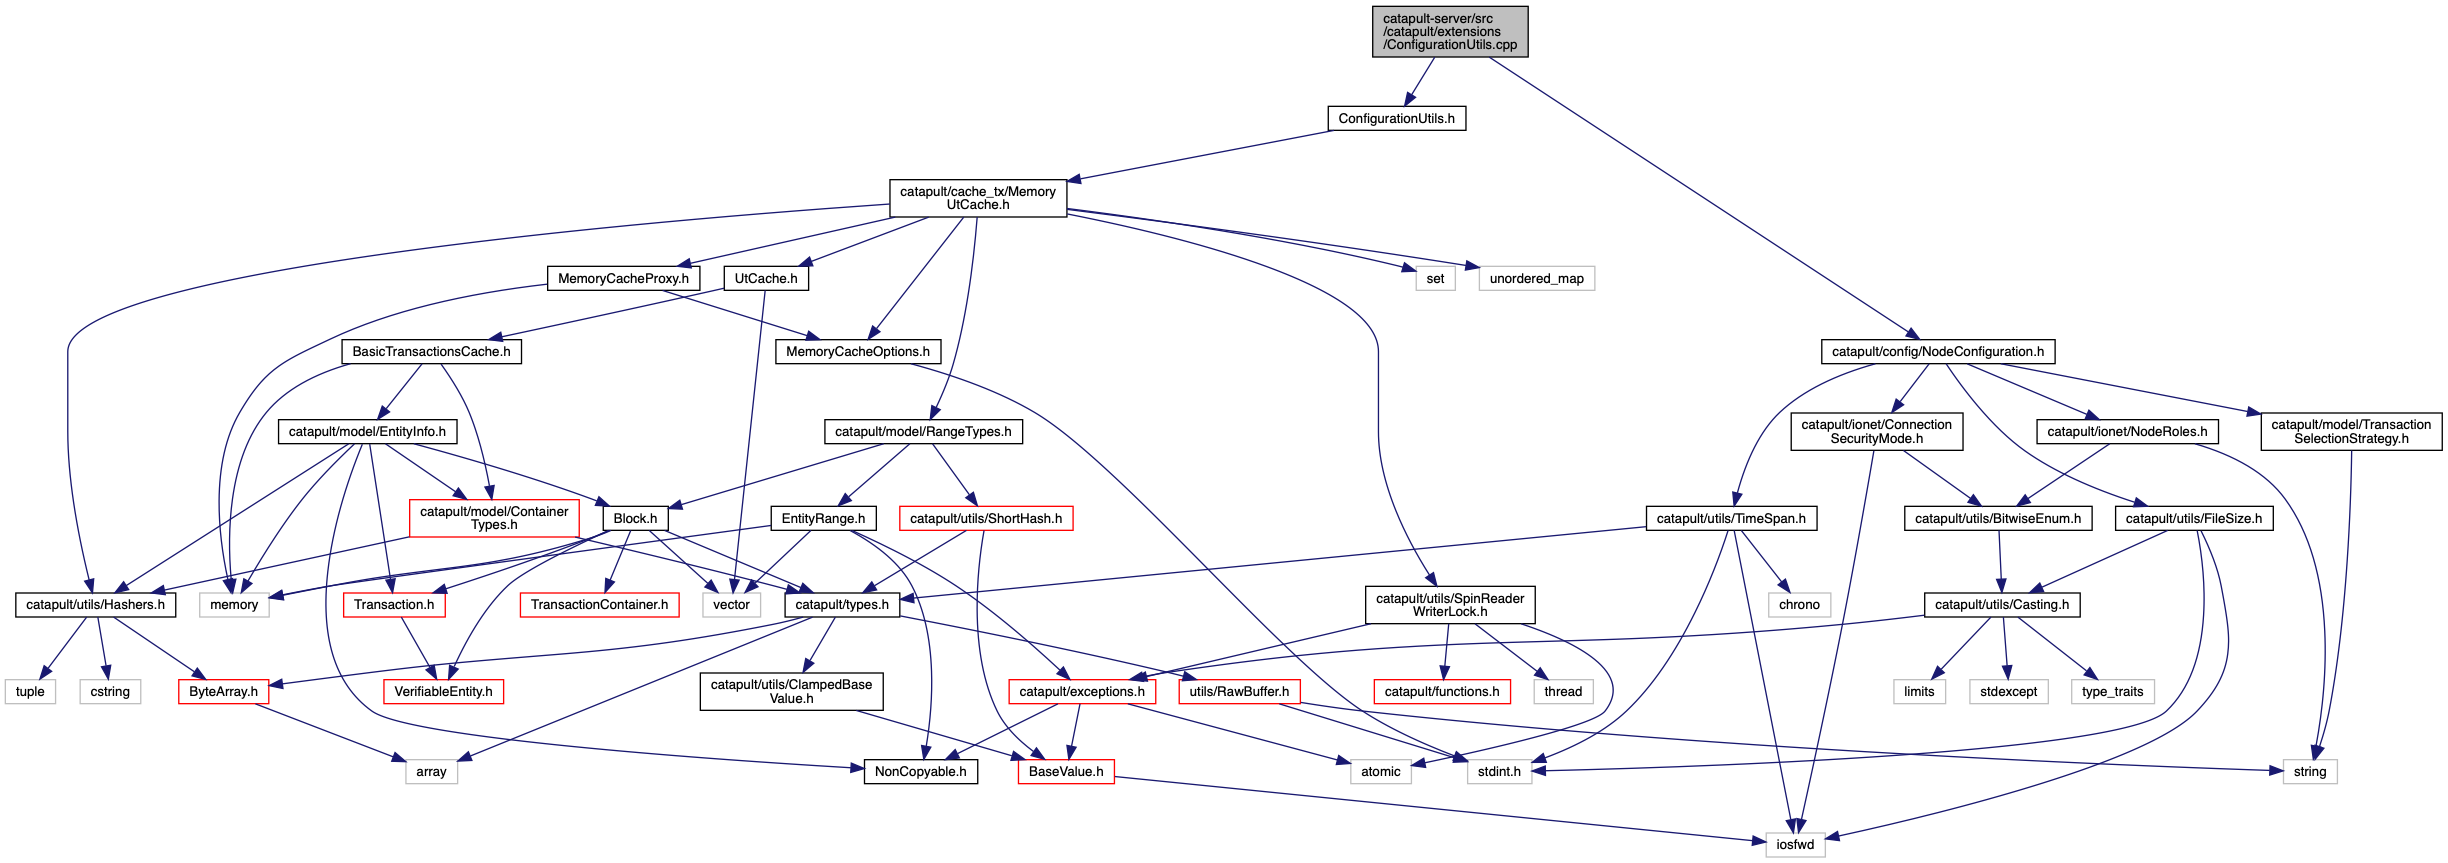 catapult-server/src
/catapult/extensions
/ConfigurationUtils.cpp
ConfigurationUtils.h
catapult/cache_tx/Memory
UtCache.h
MemoryCacheProxy.h
UtCache.h
set
unordered_map
BasicTransactionsCache.h
MemoryCacheOptions.h
catapult/config/NodeConfiguration.h
catapult/model/EntityInfo.h
catapult/model/RangeTypes.h
catapult/ionet/Connection
SecurityMode.h
catapult/ionet/NodeRoles.h
catapult/model/Transaction
SelectionStrategy.h
catapult/model/Container
Types.h
Block.h
EntityRange.h
catapult/utils/ShortHash.h
catapult/utils/TimeSpan.h
catapult/utils/BitwiseEnum.h
catapult/utils/FileSize.h
catapult/utils/Hashers.h
memory
Transaction.h
TransactionContainer.h
vector
catapult/types.h
catapult/utils/SpinReader
WriterLock.h
chrono
catapult/utils/Casting.h
tuple
cstring
ByteArray.h
VerifiableEntity.h
catapult/utils/ClampedBase
Value.h
catapult/exceptions.h
utils/RawBuffer.h
catapult/functions.h
thread
limits
stdexcept
type_traits
array
NonCopyable.h
BaseValue.h
atomic
stdint.h
string
iosfwd